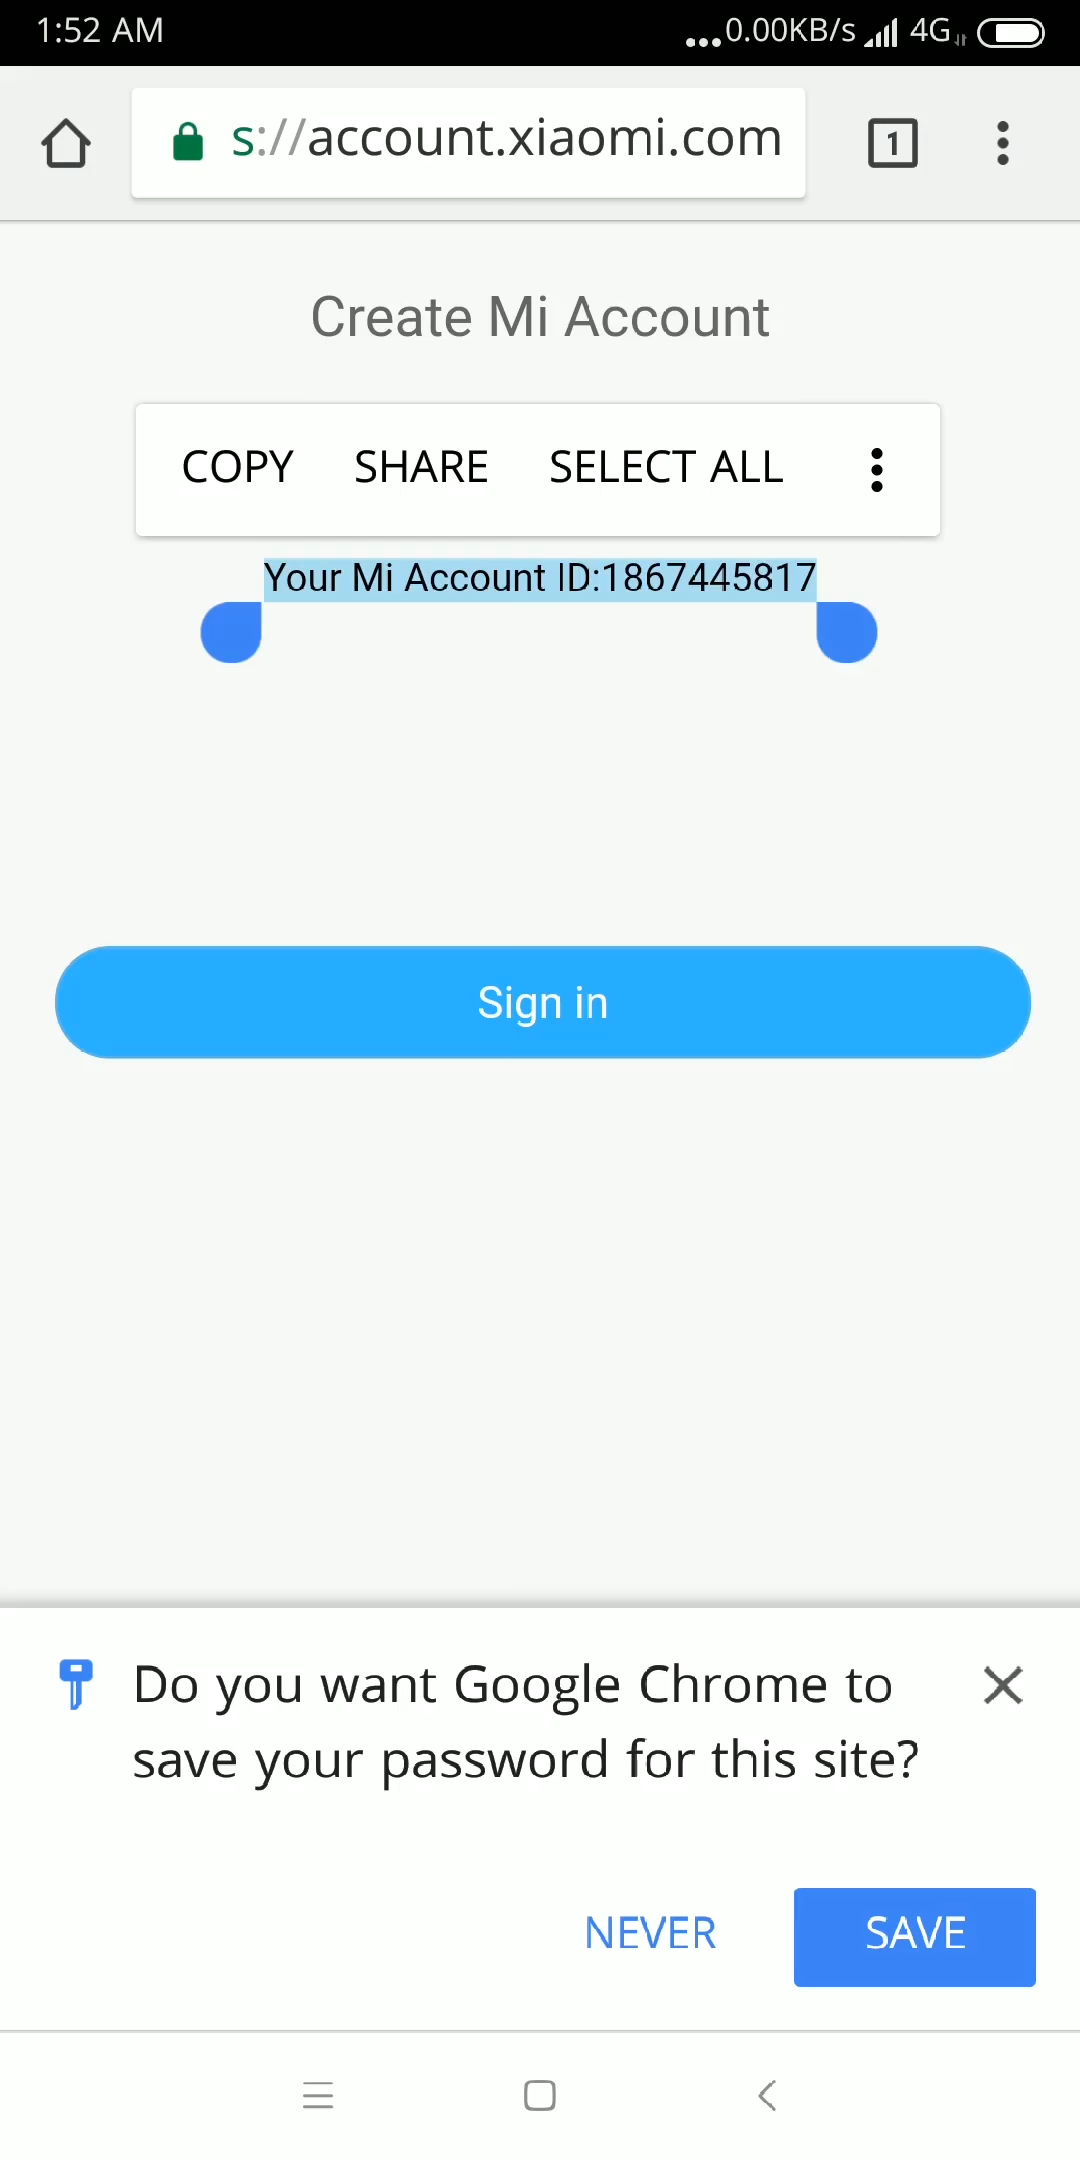 1:52 AM
...0.00KB/s 4G
s://account.xiaomi.com
1
Create Mi Account
COPY SHARE SELECT ALL
Your Mi Account ID:1867445817
Sign in
Do you want Google Chrome to
save your password for this site?
NEVER SAVE